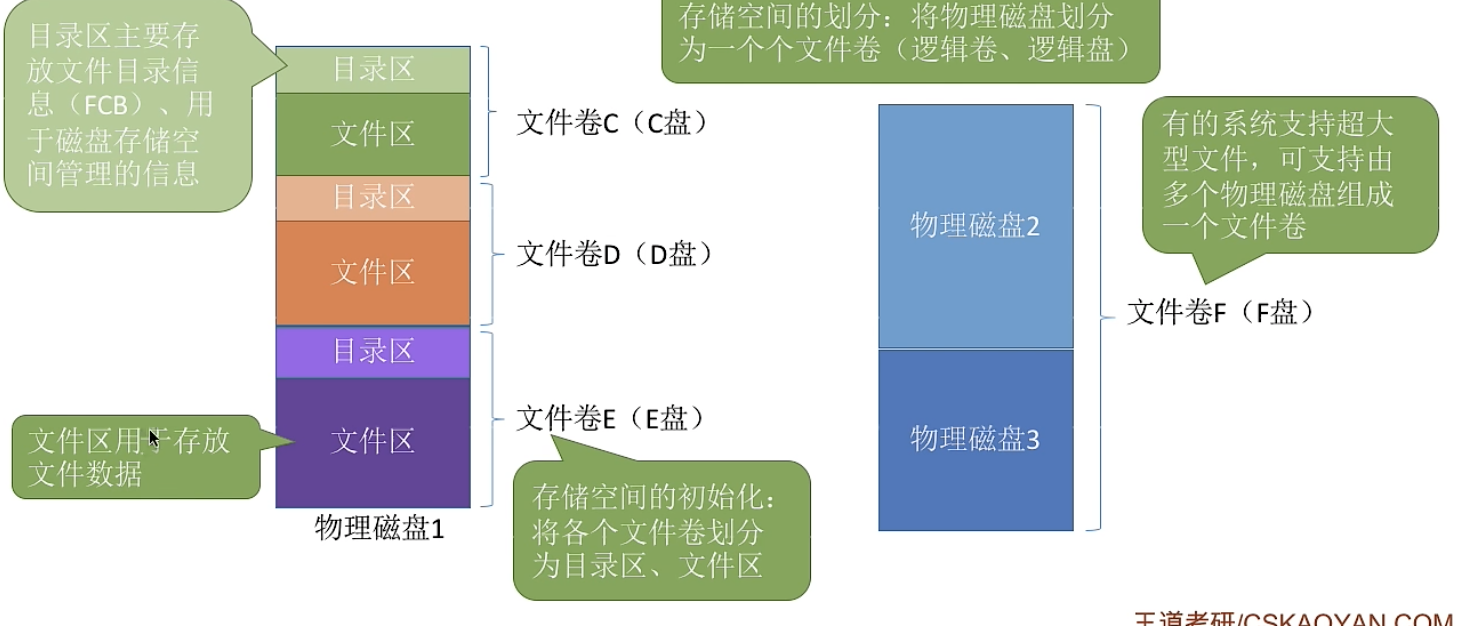 存储空间的划分：将物理磁盘划分
为一个个文件卷（逻辑卷、逻辑盘）
目录区主要存
放文件目录信
息（FCB）、用
于磁盘存储空
间管理的信息
目录区
文件区
文件卷C（C盘）
目录区
文件区
文件卷D（D盘）
目录区
文件区
文件卷E（E盘）
文件区用于存放
文件数据
物理磁盘1
存储空间的初始化：
将各个文件卷划分
为目录区、文件区
物理磁盘2
物理磁盘3
有的系统支持超大
型文件，可支持由
多个物理磁盘组成
一个文件卷
文件卷F（F盘）
王道考研/CSKAOYAN.COM